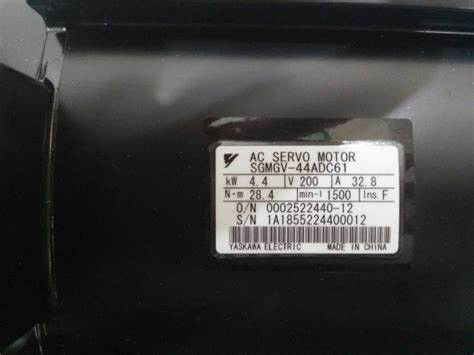 AC SERVO MOTOR
SGMGV-44ADC61
kW 4.4 V 200 A 32.8
N·m 28.4 min-1 1500 Ins. F
O/N 0002522440-12
S/N 1A1855224400012
YASKAWA ELECTRIC MADE IN CHINA